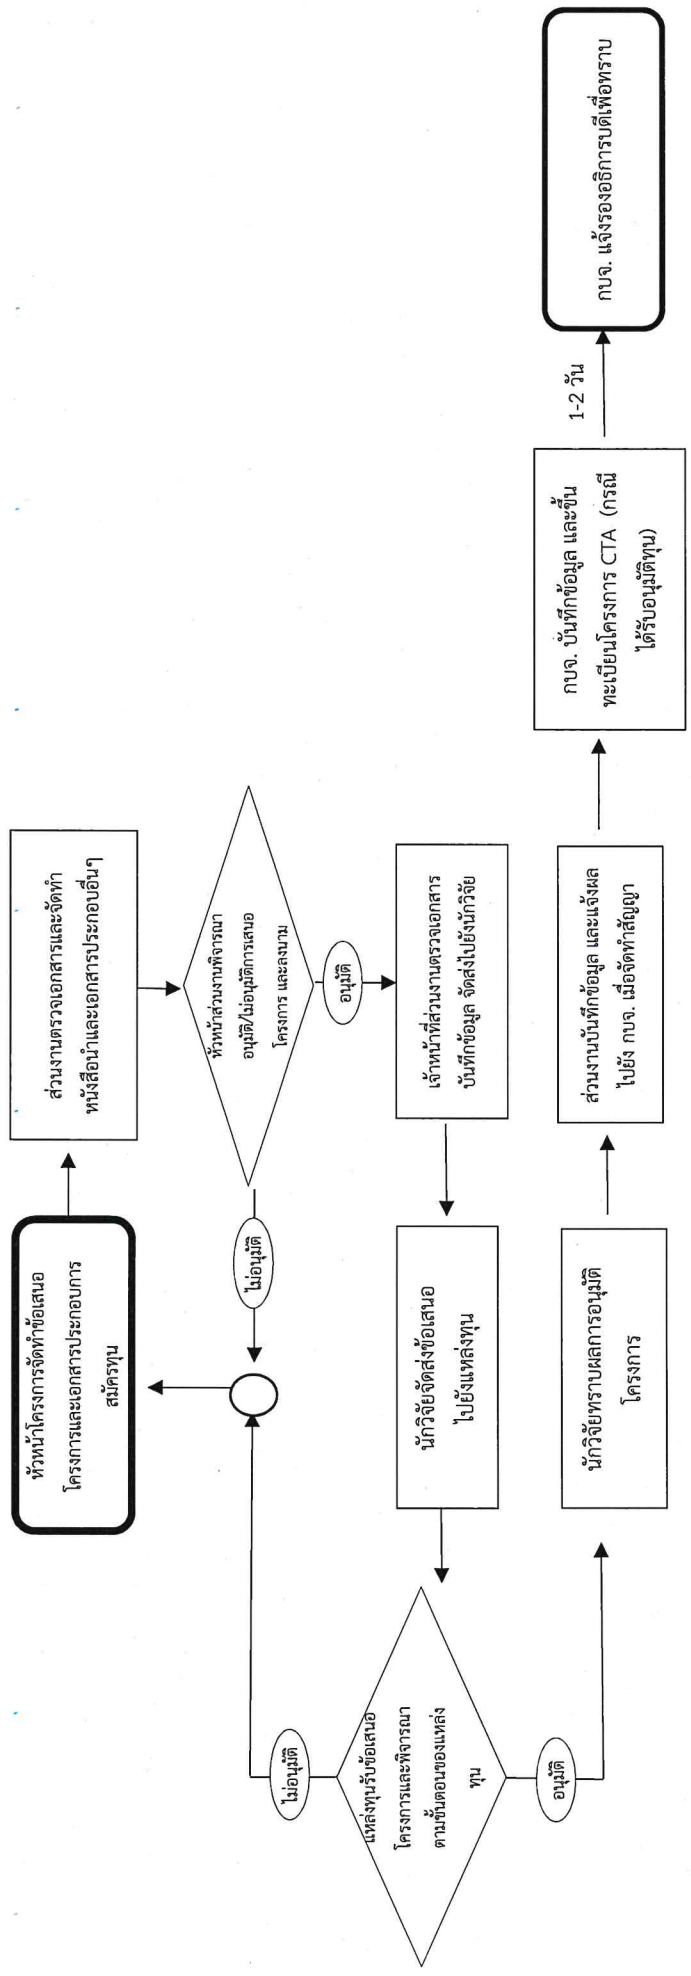 หัวหน้าโครงการจัดทำข้อเสนอ
โครงการและเอกสารประกอบการ
สมัครทุน
ส่วนงานตรวจเอกสารและจัดทำ
หนังสือนำและเอกสารประกอบอื่นๆ
หัวหน้าส่วนงานพิจารณา
อนุมัติ/ไม่อนุมัติการเสนอ
โครงการ และลงนาม
ไม่อนุมัติ
อนุมัติ
เจ้าหน้าที่ส่วนงานตรวจเอกสาร
บันทึกข้อมูล จัดส่งไปยังนักวิจัย
นักวิจัยจัดส่งข้อเสนอ
ไปยังแหล่งทุน
แหล่งทุนรับข้อเสนอ
โครงการและพิจารณา
ตามขั้นตอนของแหล่ง
ทุน
ไม่อนุมัติ
อนุมัติ
นักวิจัยทราบผลการอนุมัติ
โครงการ
ส่วนงานบันทึกข้อมูล และแจ้งผล
ไปยัง กบจ. เมื่อจัดทำสัญญา
กบจ. บันทึกข้อมูล และขึ้น
ทะเบียนโครงการ CTA (กรณี
ได้รับอนุมัติทุน)
1-2 วัน
กบจ. แจ้งรองอธิการบดีเพื่อทราบ